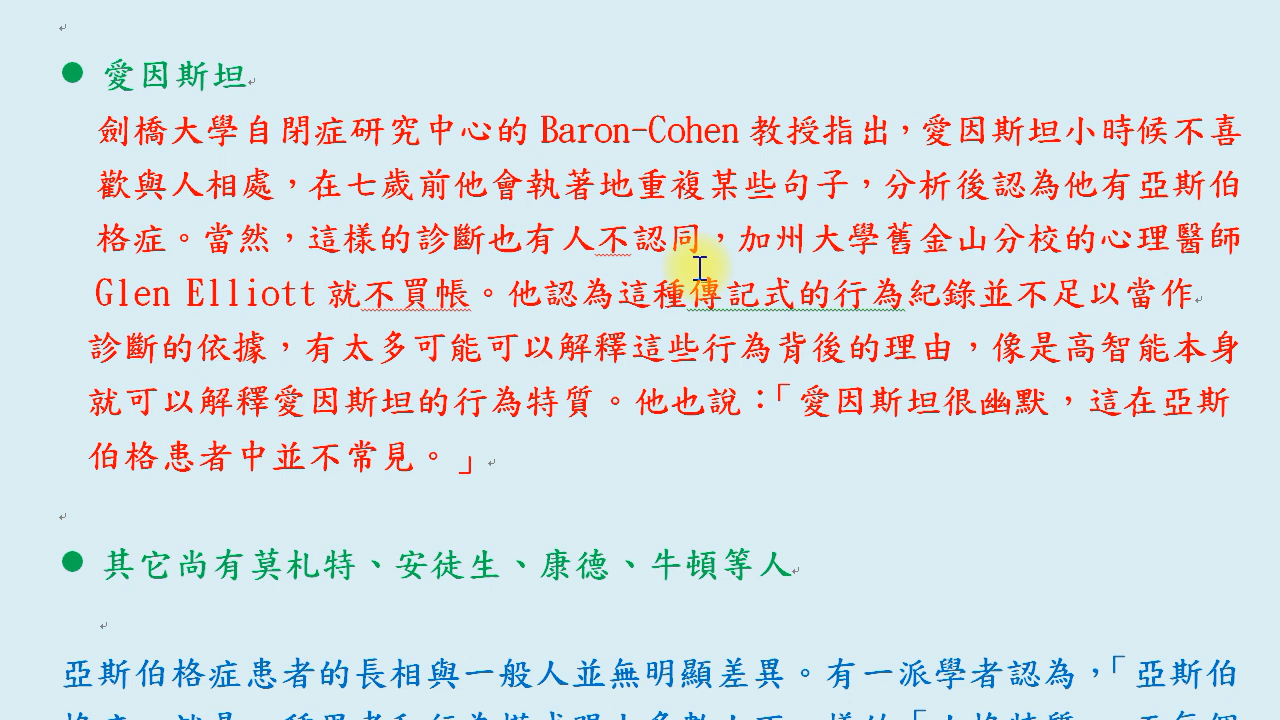 ● 愛因斯坦
劍橋大學自閉症研究中心的 Baron-Cohen 教授指出，愛因斯坦小時候不喜
歡與人相處，在七歲前他會執著地重複某些句子，分析後認為他有亞斯伯
格症。當然，這樣的診斷也有人不認同，加州大學舊金山分校的心理醫師
Glen Elliott 就不買帳。他認為這種傳記式的行為紀錄並不足以當作
診斷的依據，有太多可能可以解釋這些行為背後的理由，像是高智能本身
就可以解釋愛因斯坦的行為特質。他也說：「愛因斯坦很幽默，這在亞斯
伯格患者中並不常見。」
● 其它尚有莫札特、安徒生、康德、牛頓等人
亞斯伯格症患者的長相與一般人並無明顯差異。有一派學者認為，「亞斯伯